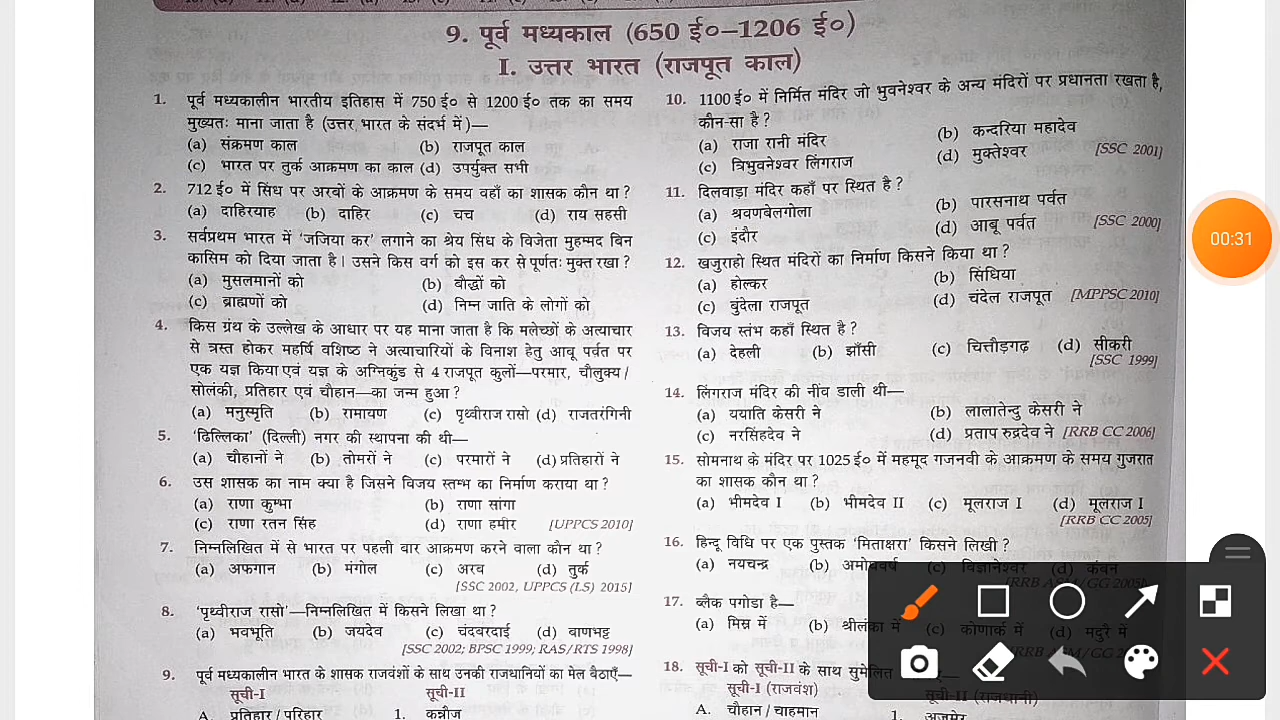 9. पूर्व मध्यकाल (650 ई०–1206 ई०)
I. उत्तर भारत (राजपूत काल)
1. पूर्व मध्यकालीन भारतीय इतिहास में 750 ई० से 1200 ई० तक का समय
मुख्यतः माना जाता है (उत्तर भारत के संदर्भ में)—
(a) संक्रमण काल (b) राजपूत काल
(c) भारत पर तुर्क आक्रमण का काल (d) उपर्युक्त सभी
2. 712 ई० में सिंध पर अरबों के आक्रमण के समय वहाँ का शासक कौन था ?
(a) दाहिरयाह (b) दाहिर (c) चच (d) राय सहसी
3. सर्वप्रथम भारत में 'जजिया कर' लगाने का श्रेय सिंध के विजेता मुहम्मद बिन
कासिम को दिया जाता है। उसने किस वर्ग को इस कर से पूर्णतः मुक्त रखा ?
(a) मुसलमानों को (b) बौद्धों को
(c) ब्राह्मणों को (d) निम्न जाति के लोगों को
4. किस ग्रंथ के उल्लेख के आधार पर यह माना जाता है कि मलेच्छों के अत्याचार
से त्रस्त होकर महर्षि वशिष्ठ ने अत्याचारियों के विनाश हेतु आबू पर्वत पर
एक यज्ञ किया एवं यज्ञ के अग्निकुंड से 4 राजपूत कुलों—परमार, चौलुक्य /
सोलंकी, प्रतिहार एवं चौहान—का जन्म हुआ ?
(a) मनुस्मृति (b) रामायण (c) पृथ्वीराज रासो (d) राजतरंगिनी
5. 'ढिल्लिका' (दिल्ली) नगर की स्थापना की थी—
(a) चौहानों ने (b) तोमरों ने (c) परमारों ने (d) प्रतिहारों ने
6. उस शासक का नाम क्या है जिसने विजय स्तम्भ का निर्माण कराया था ?
(a) राणा कुम्भा (b) राणा सांगा
(c) राणा रतन सिंह (d) राणा हमीर [UPPCS 2010]
7. निम्नलिखित में से भारत पर पहली बार आक्रमण करने वाला कौन था ?
(a) अफगान (b) मंगोल (c) अरब (d) तुर्क
[SSC 2002, UPPCS (LS) 2015]
8. 'पृथ्वीराज रासो'—निम्नलिखित में किसने लिखा था ?
(a) भवभूति (b) जयदेव (c) चंदबरदाई (d) बाणभट्ट
[SSC 2002; BPSC 1999; RAS/RTS 1998]
9. पूर्व मध्यकालीन भारत के शासक राजवंशों के साथ उनकी राजधानियों का मेल बैठाएँ—
सूची-I सूची-II
A. प्रतिहार / परिहार 1. कन्नौज
10. 1100 ई० में निर्मित मंदिर जो भुवनेश्वर के अन्य मंदिरों पर प्रधानता रखता है,
कौन-सा है ?
(a) राजा रानी मंदिर (b) कन्दरिया महादेव
(c) त्रिभुवनेश्वर लिंगराज (d) मुक्तेश्वर [SSC 2001]
11. दिलवाड़ा मंदिर कहाँ पर स्थित है ?
(a) श्रवणबेलगोला (b) पारसनाथ पर्वत
(c) इंदौर (d) आबू पर्वत [SSC 2000]
12. खजुराहो स्थित मंदिरों का निर्माण किसने किया था ?
(a) होल्कर (b) सिंधिया
(c) बुंदेला राजपूत (d) चंदेल राजपूत [MPPSC 2010]
13. विजय स्तंभ कहाँ स्थित है ?
(a) देहली (b) झाँसी (c) चित्तौड़गढ़ (d) सीकरी
[SSC 1999]
14. लिंगराज मंदिर की नींव डाली थी—
(a) ययाति केसरी ने (b) लालातेन्दु केसरी ने
(c) नरसिंहदेव ने (d) प्रताप रुद्रदेव ने [RRB CC 2006]
15. सोमनाथ के मंदिर पर 1025 ई० में महमूद गजनवी के आक्रमण के समय गुजरात
का शासक कौन था ?
(a) भीमदेव I (b) भीमदेव II (c) मूलराज I (d) मूलराज I
[RRB CC 2005]
16. हिन्दू विधि पर एक पुस्तक 'मिताक्षरा' किसने लिखी ?
(a) नयचन्द्र (b) अमोघवर्ष (c) विज्ञानेश्वर (d) कंबन
[RRB ASM/GG 2005]
17. ब्लैक पगोडा है—
(a) मिस्र में (b) श्रीलंका में (c) कोणार्क में (d) मदुरै में
18. सूची-I को सूची-II के साथ सुमेलित
सूची-I (राजवंश) सूची-II (राजधानी)
A. चौहान / चाहमान 1. अजमेर
00:31